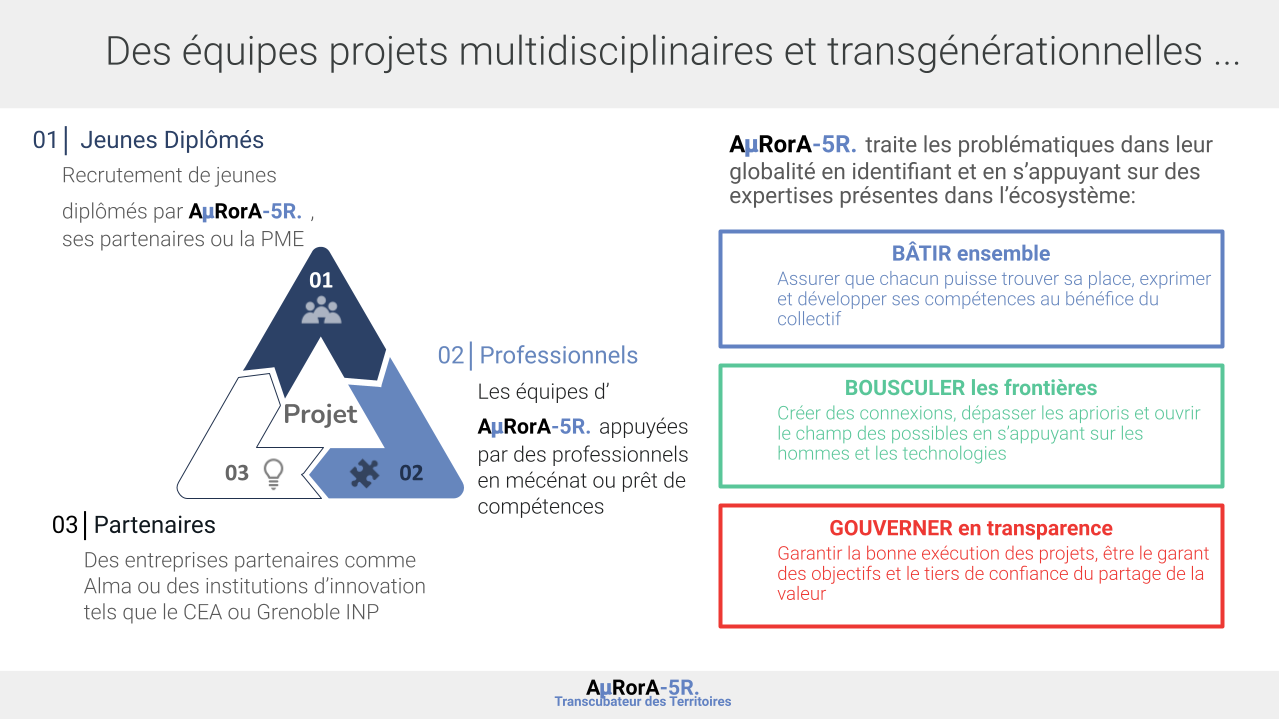 Des équipes projets multidisciplinaires et transgénérationnelles ...
01 Jeunes Diplômés
Recrutement de jeunes
diplômés par AµRorA-5R. ,
ses partenaires ou la PME
01
Projet
03
02
02 Professionnels
Les équipes d’
AµRorA-5R. appuyées
par des professionnels
en mécénat ou prêt de
compétences
03 Partenaires
Des entreprises partenaires comme
Alma ou des institutions d’innovation
tels que le CEA ou Grenoble INP
AµRorA-5R. traite les problématiques dans leur
globalité en identifiant et en s’appuyant sur des
expertises présentes dans l’écosystème:
BÂTIR ensemble
Assurer que chacun puisse trouver sa place, exprimer
et développer ses compétences au bénéfice du
collectif
BOUSCULER les frontières
Créer des connexions, dépasser les aprioris et ouvrir
le champ des possibles en s’appuyant sur les
hommes et les technologies
GOUVERNER en transparence
Garantir la bonne exécution des projets, être le garant
des objectifs et le tiers de confiance du partage de la
valeur
AµRorA-5R.
Transcubateur des Territoires